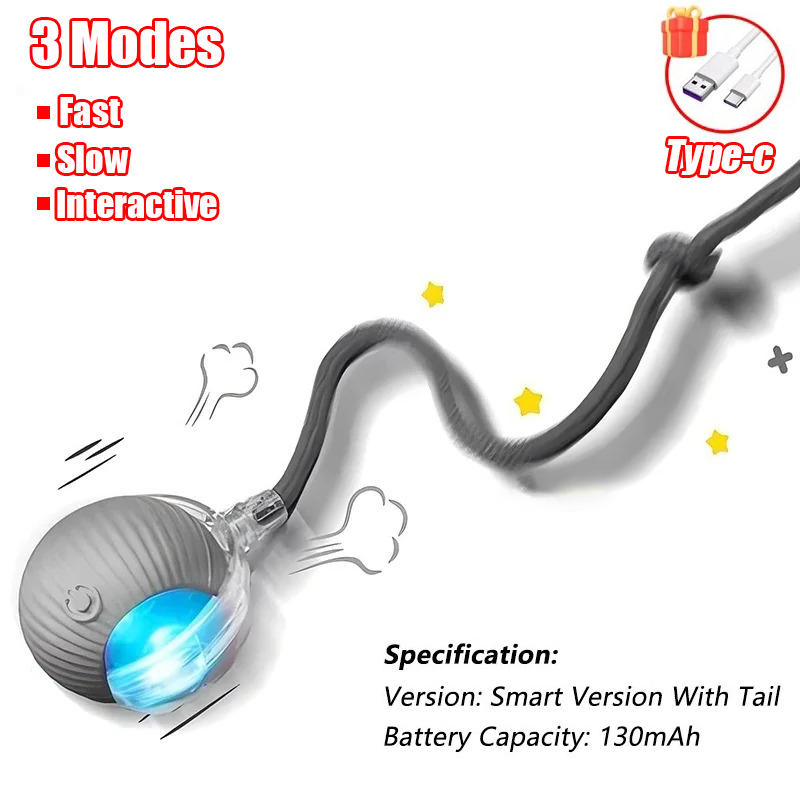 3 Modes
Fast
Slow
Interactive
Type-c
Specification:
Version: Smart Version With Tail
Battery Capacity: 130mAh